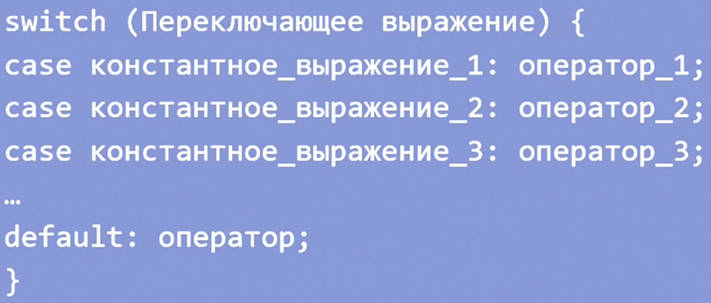 switch (Переключающее выражение) {
case константное_выражение_1: оператор_1;
case константное_выражение_2: оператор_2;
case константное_выражение_3: оператор_3;
…
default: оператор;
}